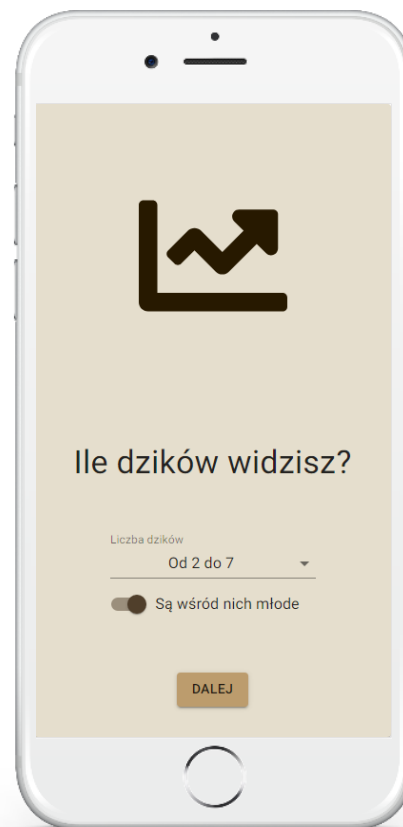 Ile dzików widzisz?
Liczba dzików
Od 2 do 7
Są wśród nich młode
DALEJ